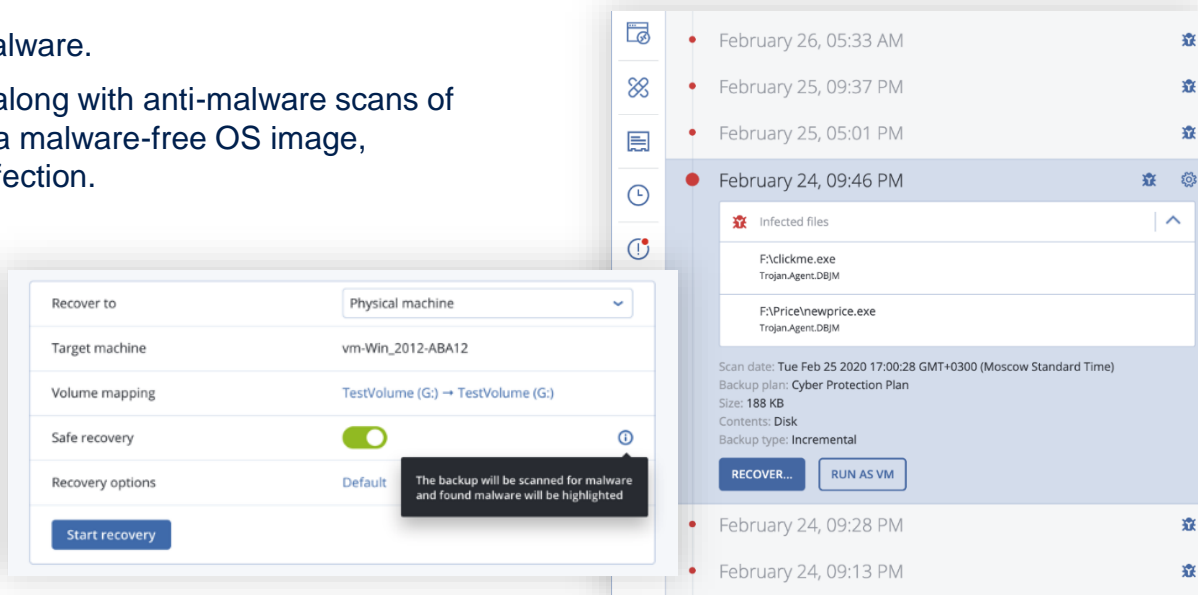 alware.
along with anti-malware scans of
a malware-free OS image,
fection.
Recover to
Physical machine
Target machine
vm-Win_2012-ABA12
Volume mapping
TestVolume (G:) → TestVolume (G:)
Safe recovery
Recovery options
Default
The backup will be scanned for malware
and found malware will be highlighted
Start recovery
February 26, 05:33 AM
February 25, 09:37 PM
February 25, 05:01 PM
February 24, 09:46 PM
Infected files
F:\clickme.exe
Trojan.Agent.DBJM
F:\Price\newprice.exe
Trojan.Agent.DBJM
Scan date: Tue Feb 25 2020 17:00:28 GMT+0300 (Moscow Standard Time)
Backup plan: Cyber Protection Plan
Size: 188 KB
Contents: Disk
Backup type: Incremental
RECOVER...
RUN AS VM
February 24, 09:28 PM
February 24, 09:13 PM